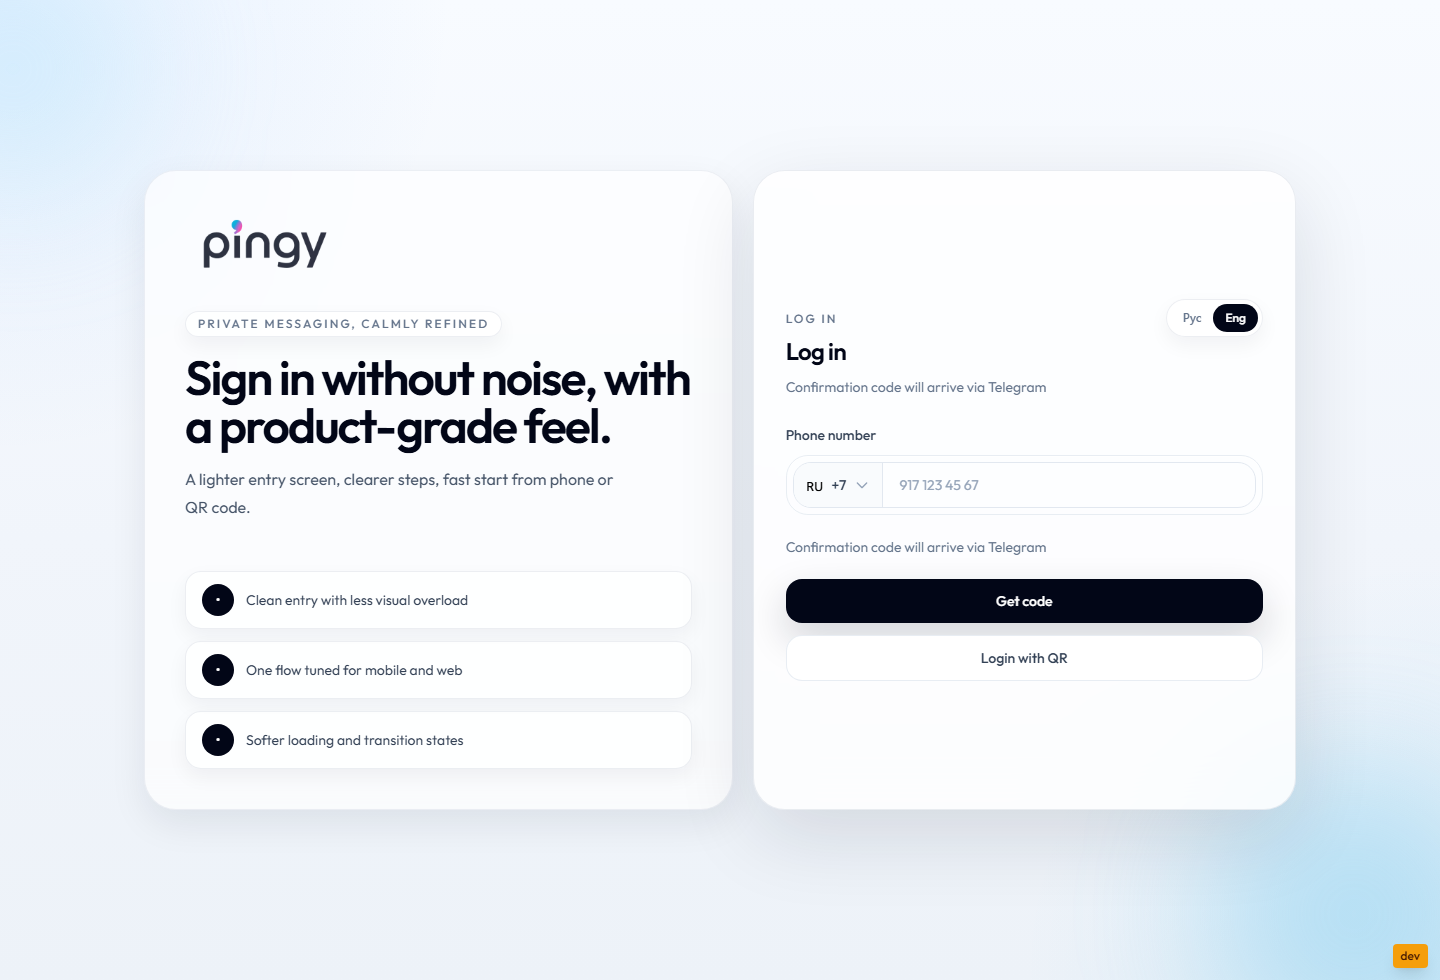 pingy
PRIVATE MESSAGING, CALMLY REFINED
Sign in without noise, with
a product-grade feel.
A lighter entry screen, clearer steps, fast start from phone or
QR code.
Clean entry with less visual overload
One flow tuned for mobile and web
Softer loading and transition states
LOG IN
Рус Eng
Log in
Confirmation code will arrive via Telegram
Phone number
RU +7 917 123 45 67
Confirmation code will arrive via Telegram
Get code
Login with QR
dev